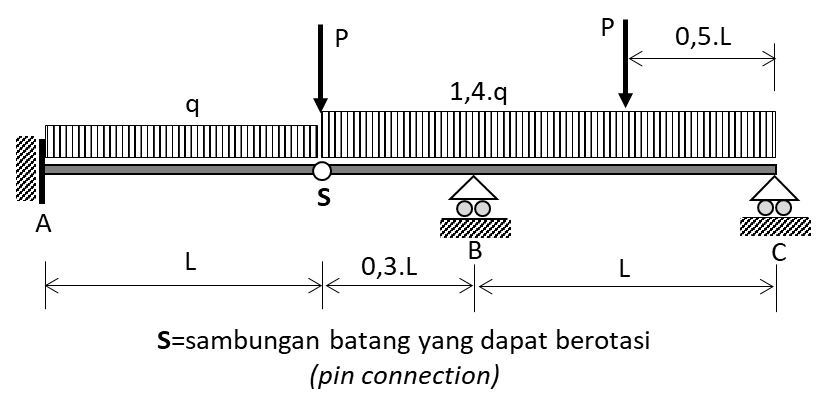 P
P
0,5.L
q
1,4.q
S
A
B
C
L
0,3.L
L
S=sambungan batang yang dapat berotasi
(pin connection)